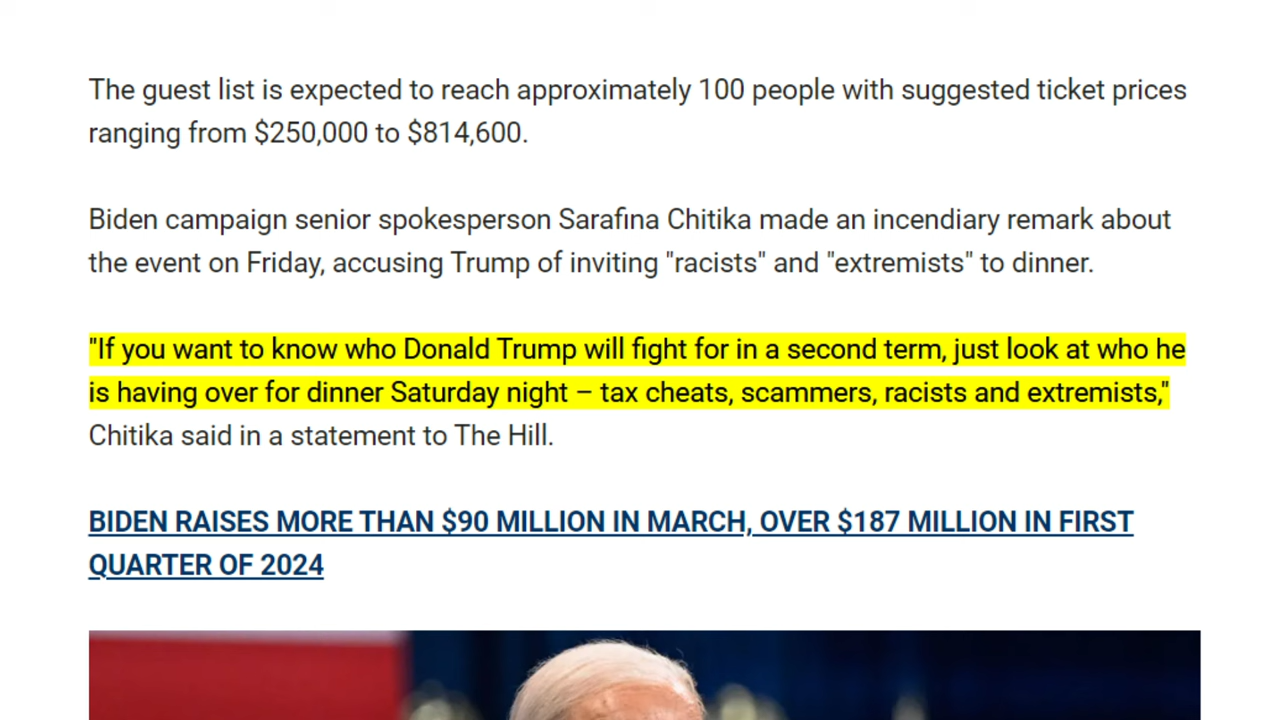 The guest list is expected to reach approximately 100 people with suggested ticket prices
ranging from $250,000 to $814,600.
Biden campaign senior spokesperson Sarafina Chitika made an incendiary remark about
the event on Friday, accusing Trump of inviting "racists" and "extremists" to dinner.
"If you want to know who Donald Trump will fight for in a second term, just look at who he
is having over for dinner Saturday night – tax cheats, scammers, racists and extremists,"
Chitika said in a statement to The Hill.
BIDEN RAISES MORE THAN $90 MILLION IN MARCH, OVER $187 MILLION IN FIRST
QUARTER OF 2024